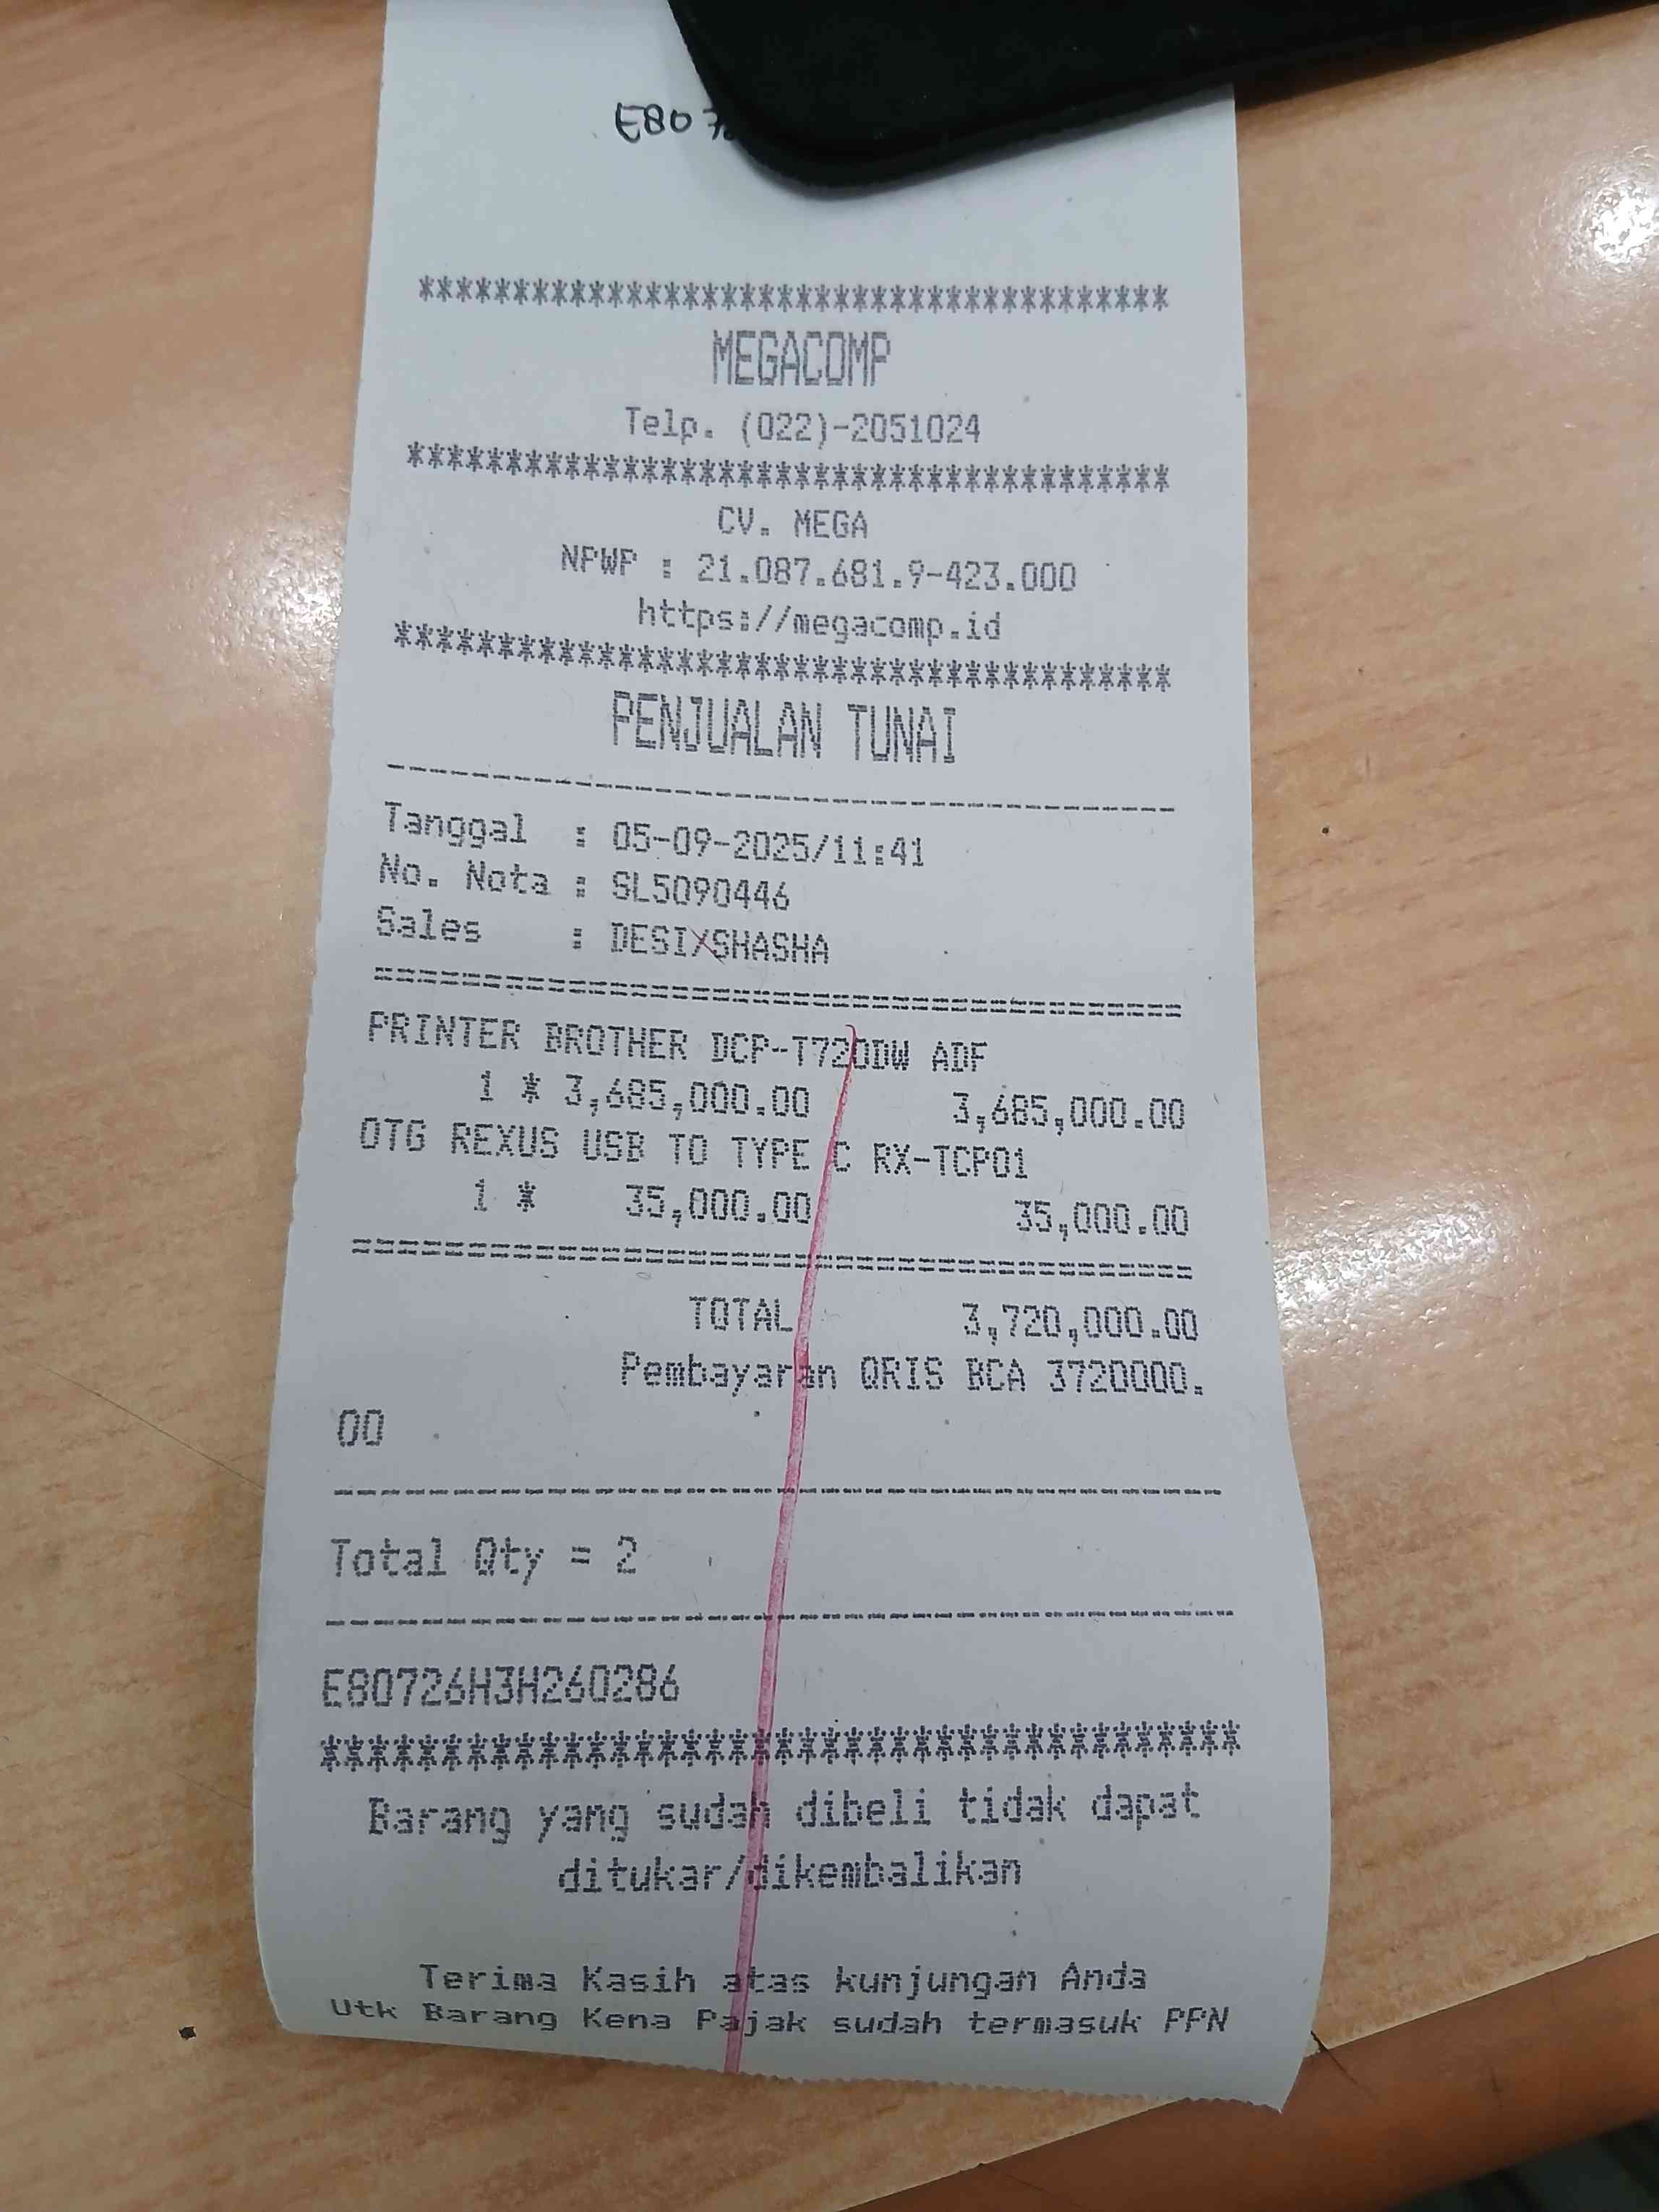 E807
****************************************
MEGACOMP
Telp. (022)-2051024
****************************************
CV. MEGA
NPWP : 21.087.681.9-423.000
https://megacomp.id
****************************************
PENJUALAN TUNAI
----------------------------------------
Tanggal : 05-09-2025/11:41
No. Nota : SL5090446
Sales : DESI/SHASHA
========================================
PRINTER BROTHER DCP-T720DW ADF
1 * 3,685,000.00 3,685,000.00
OTG REXUS USB TO TYPE C RX-TCP01
1 * 35,000.00 35,000.00
========================================
TOTAL 3,720,000.00
Pembayaran QRIS BCA 3720000.
00
----------------------------------------
Total Qty = 2
----------------------------------------
E80726H3H260286
****************************************
Barang yang sudah dibeli tidak dapat
ditukar/dikembalikan
Terima Kasih atas kunjungan Anda
Utk Barang Kena Pajak sudah termasuk PPN